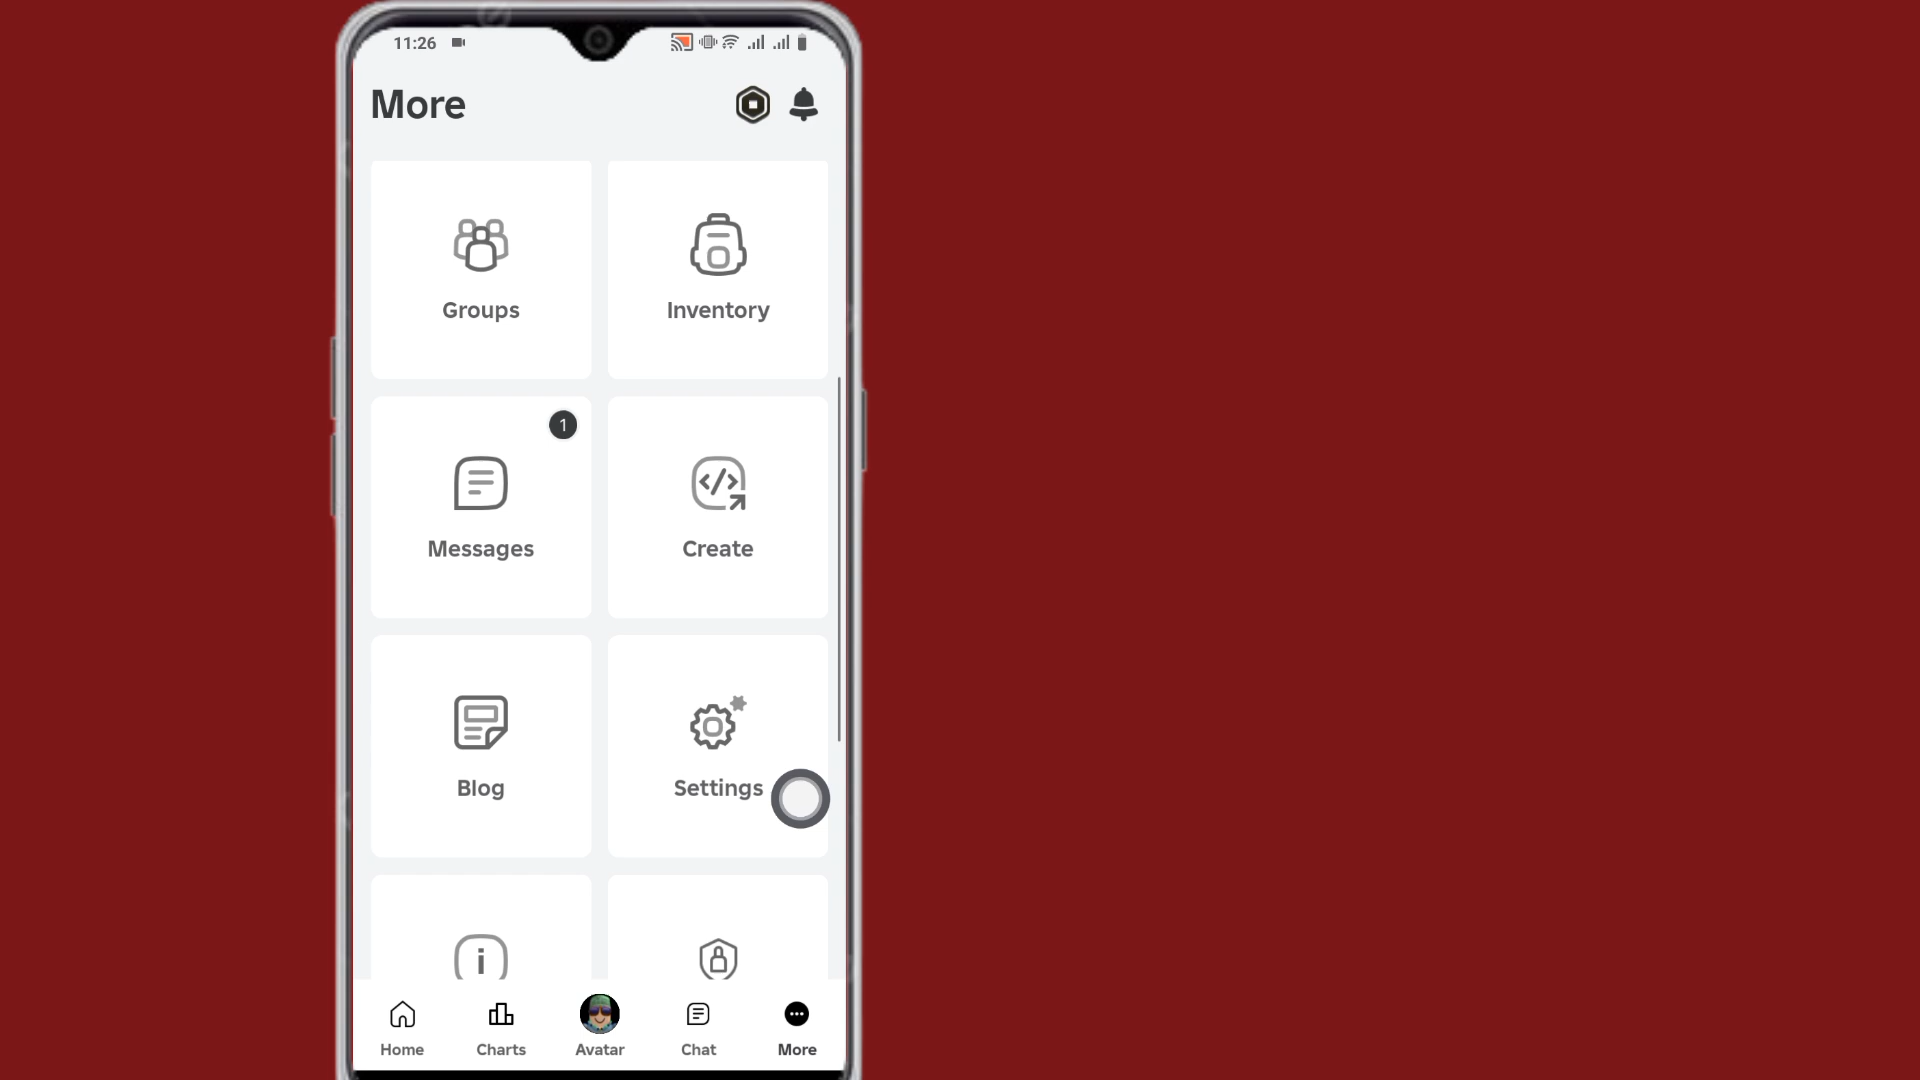 11:26
More
Groups
Inventory
1
Messages
Create
Blog
Settings
Home
Charts
Avatar
Chat
More